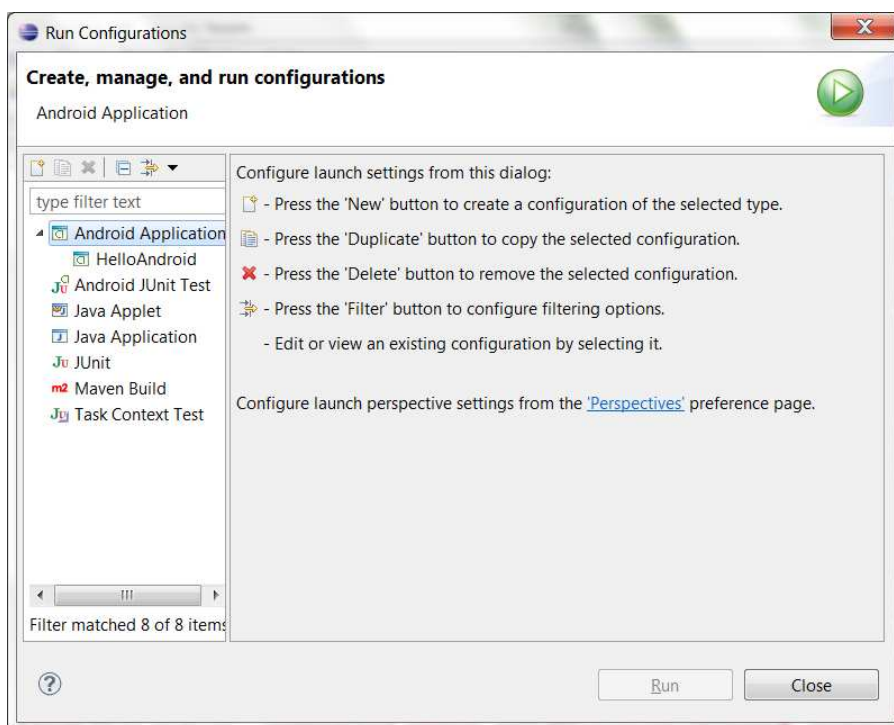 Run Configurations
Create, manage, and run configurations
Android Application
type filter text
Android Application
HelloAndroid
Android JUnit Test
Java Applet
Java Application
JUnit
Maven Build
Task Context Test
Filter matched 8 of 8 items
Configure launch settings from this dialog:
- Press the 'New' button to create a configuration of the selected type.
- Press the 'Duplicate' button to copy the selected configuration.
- Press the 'Delete' button to remove the selected configuration.
- Press the 'Filter' button to configure filtering options.
- Edit or view an existing configuration by selecting it.
Configure launch perspective settings from the 'Perspectives' preference page.
Run
Close